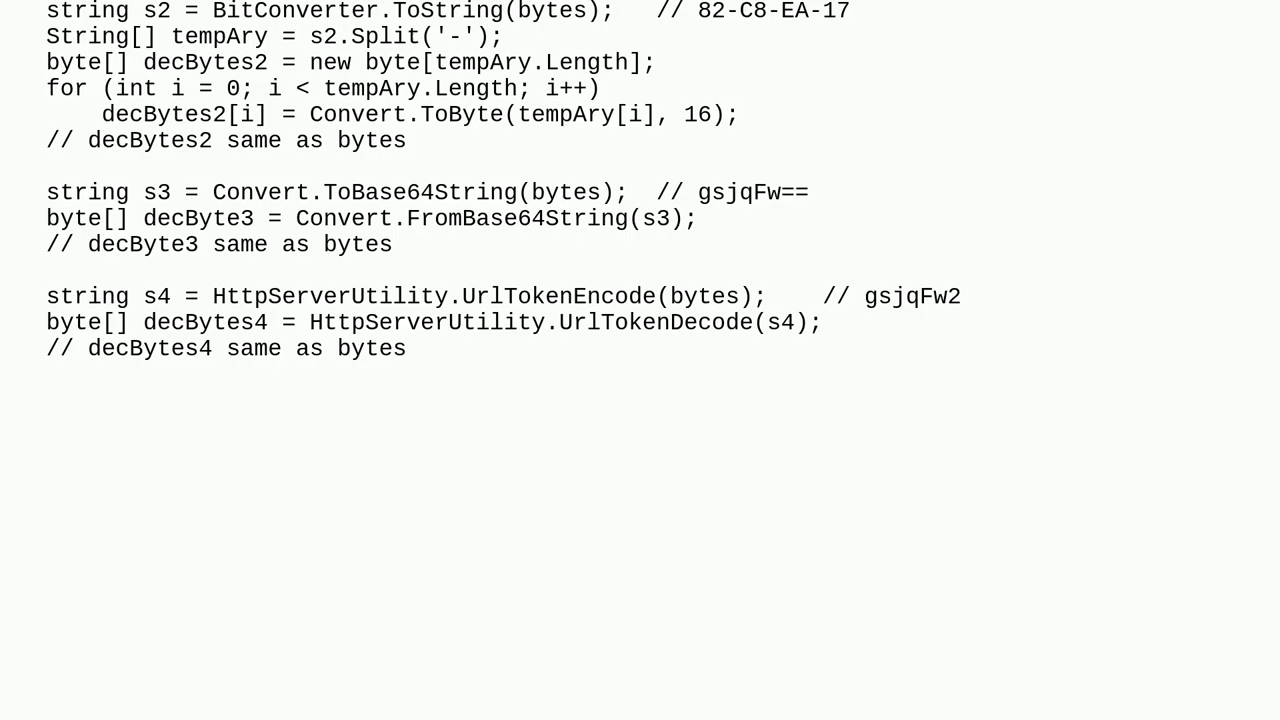 string s2 = BitConverter.ToString(bytes);   // 82-C8-EA-17
String[] tempAry = s2.Split('-');
byte[] decBytes2 = new byte[tempAry.Length];
for (int i = 0; i < tempAry.Length; i++)
    decBytes2[i] = Convert.ToByte(tempAry[i], 16);
// decBytes2 same as bytes

string s3 = Convert.ToBase64String(bytes);  // gsjqFw==
byte[] decByte3 = Convert.FromBase64String(s3);
// decByte3 same as bytes

string s4 = HttpServerUtility.UrlTokenEncode(bytes);    // gsjqFw2
byte[] decBytes4 = HttpServerUtility.UrlTokenDecode(s4);
// decBytes4 same as bytes